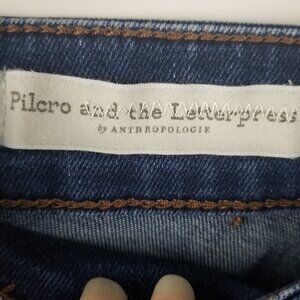 Pilcro and the Letterpress
by ANTHROPOLOGIE